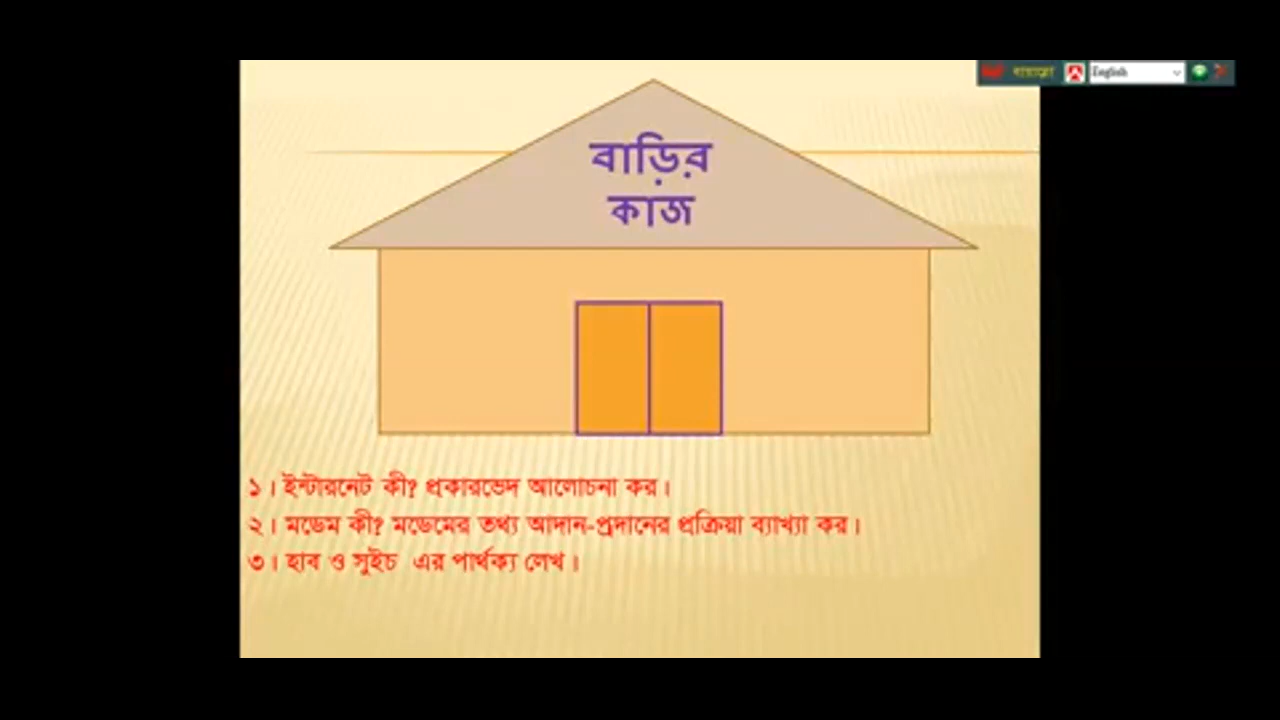 English
বাড়ির
কাজ
১। ইন্টারনেট কী? প্রকারভেদ আলোচনা কর।
২। মডেম কী? মডেমের তথ্য আদান-প্রদানের প্রক্রিয়া ব্যাখ্যা কর।
৩। হাব ও সুইচ এর পার্থক্য লেখ।